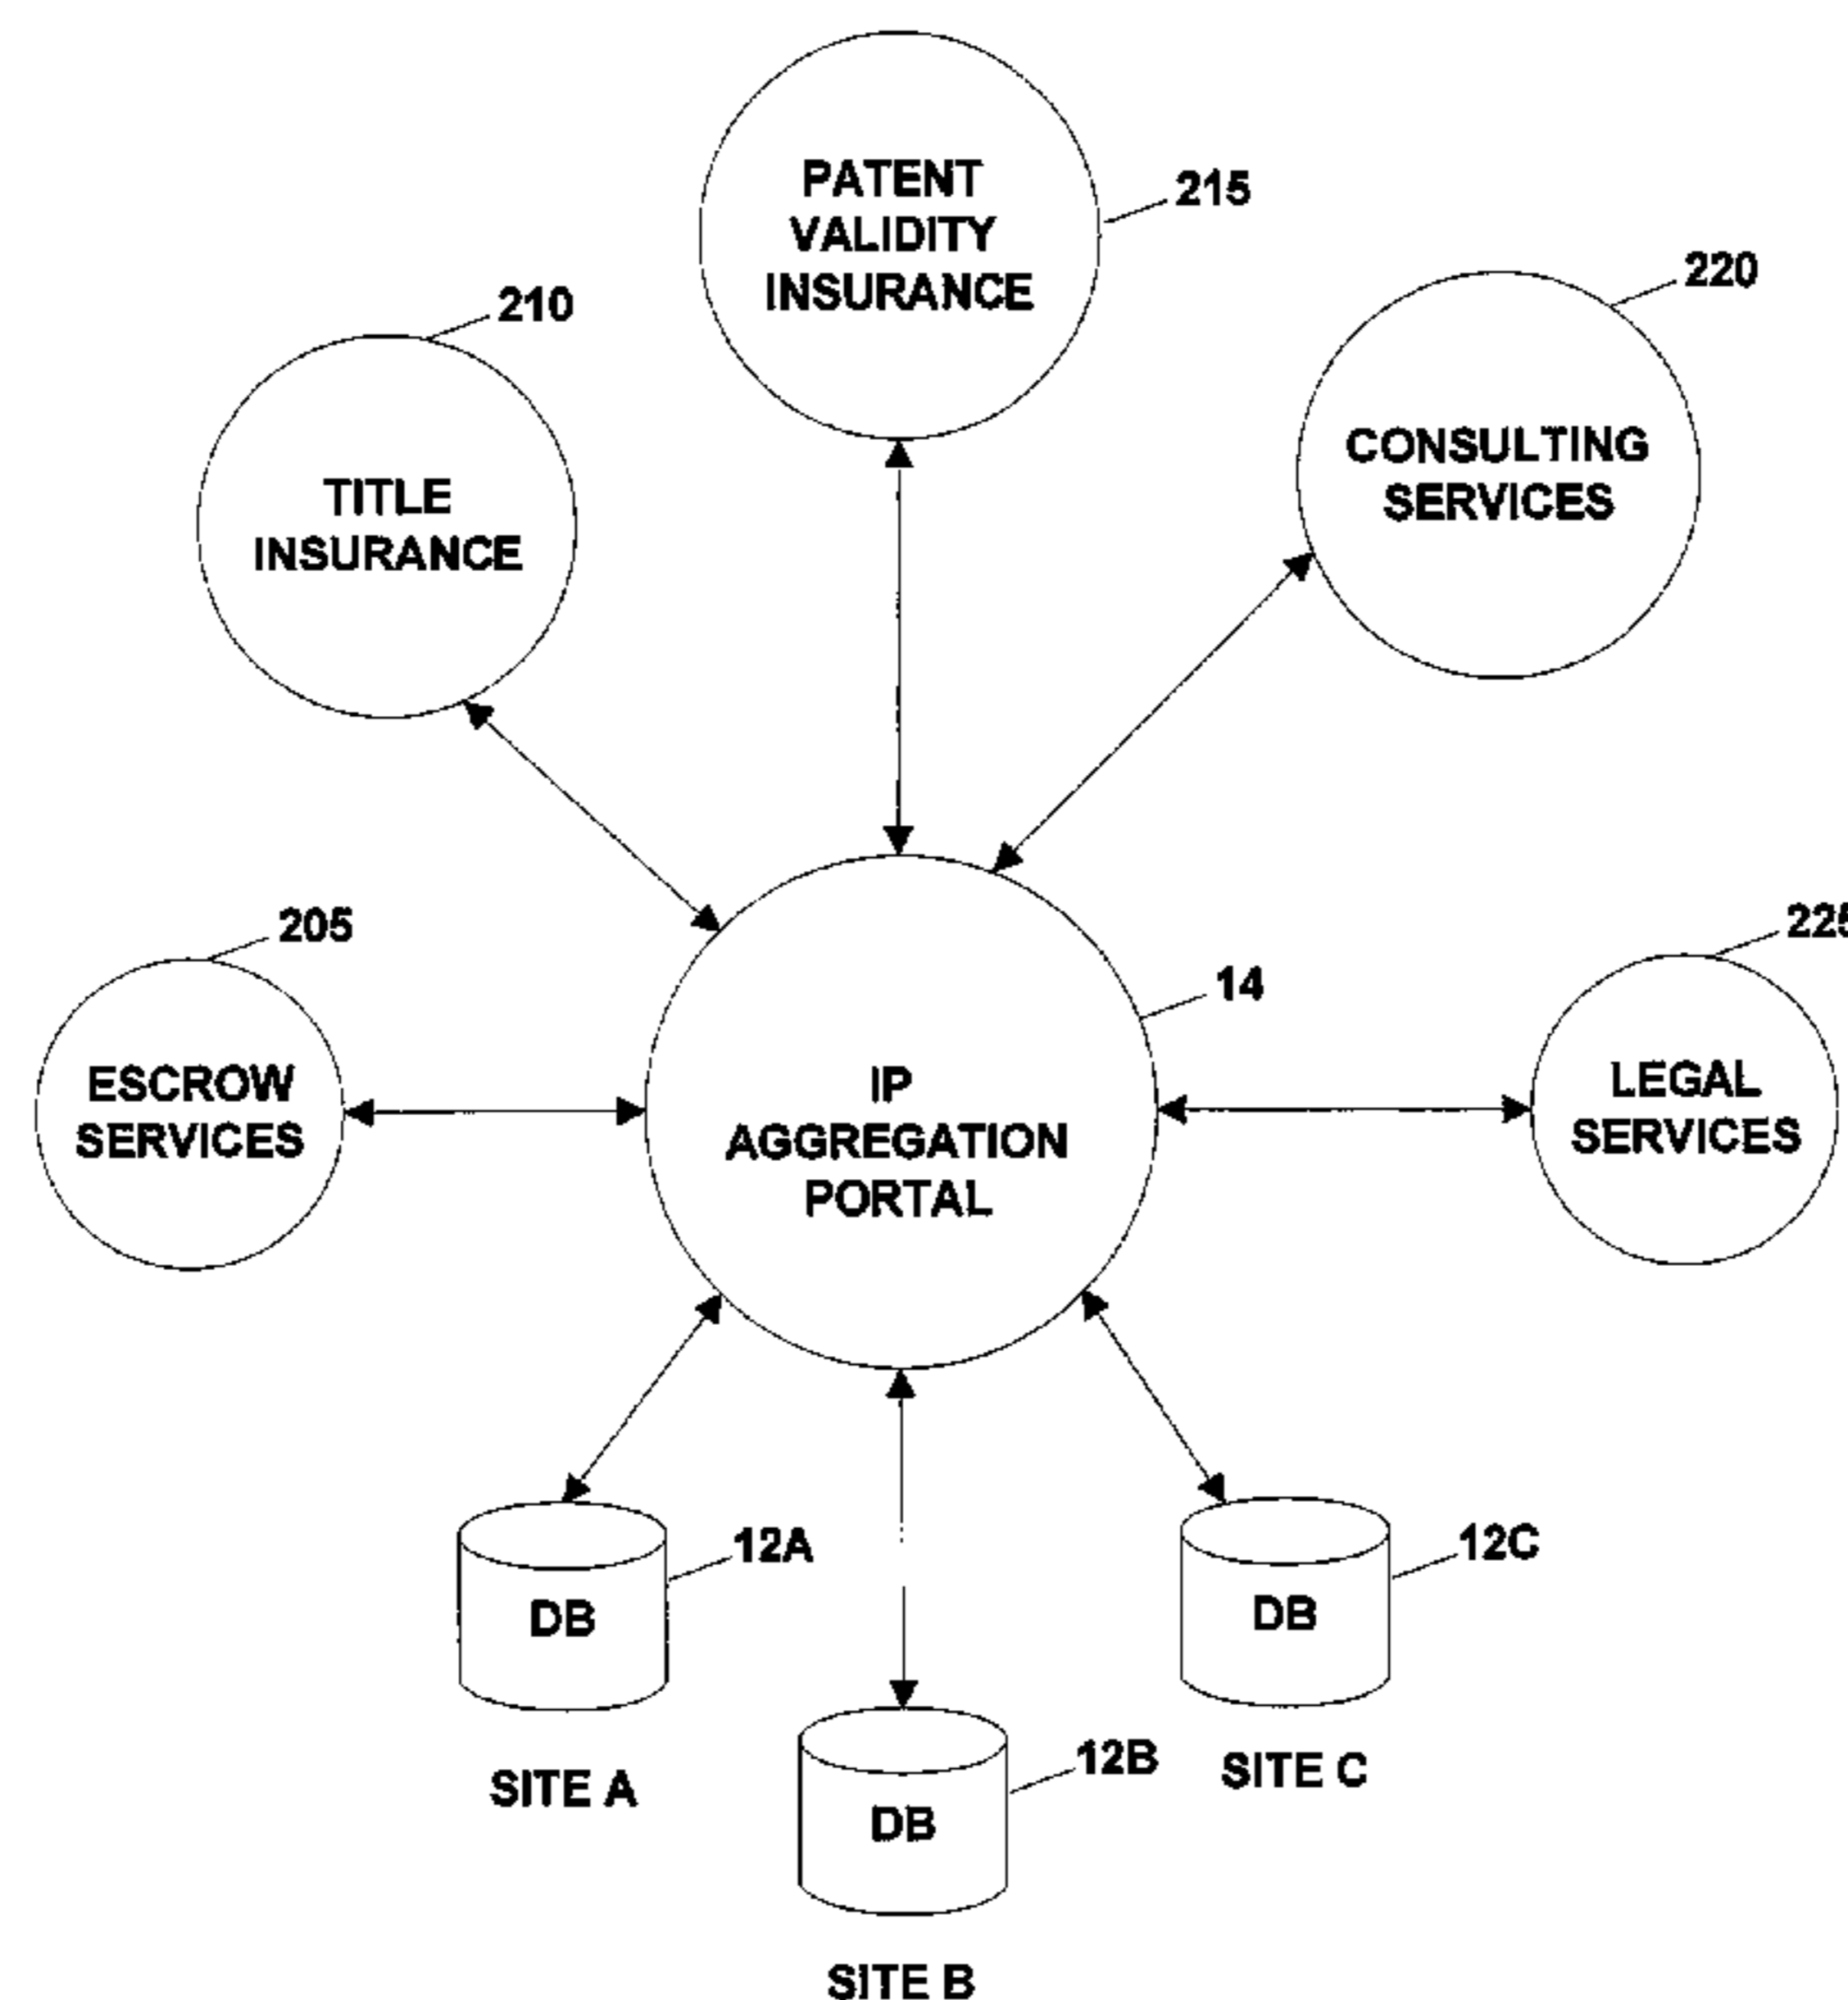 215
PATENT
VALIDITY
INSURANCE
220
210
CONSULTING
SERVICES
TITLE
INSURANCE
205
225
14
ESCROW
SERVICES
IP
AGGREGATION
PORTAL
LEGAL
SERVICES
12A
DB
12C
DB
SITE A
12B
DB
SITE C
SITE B